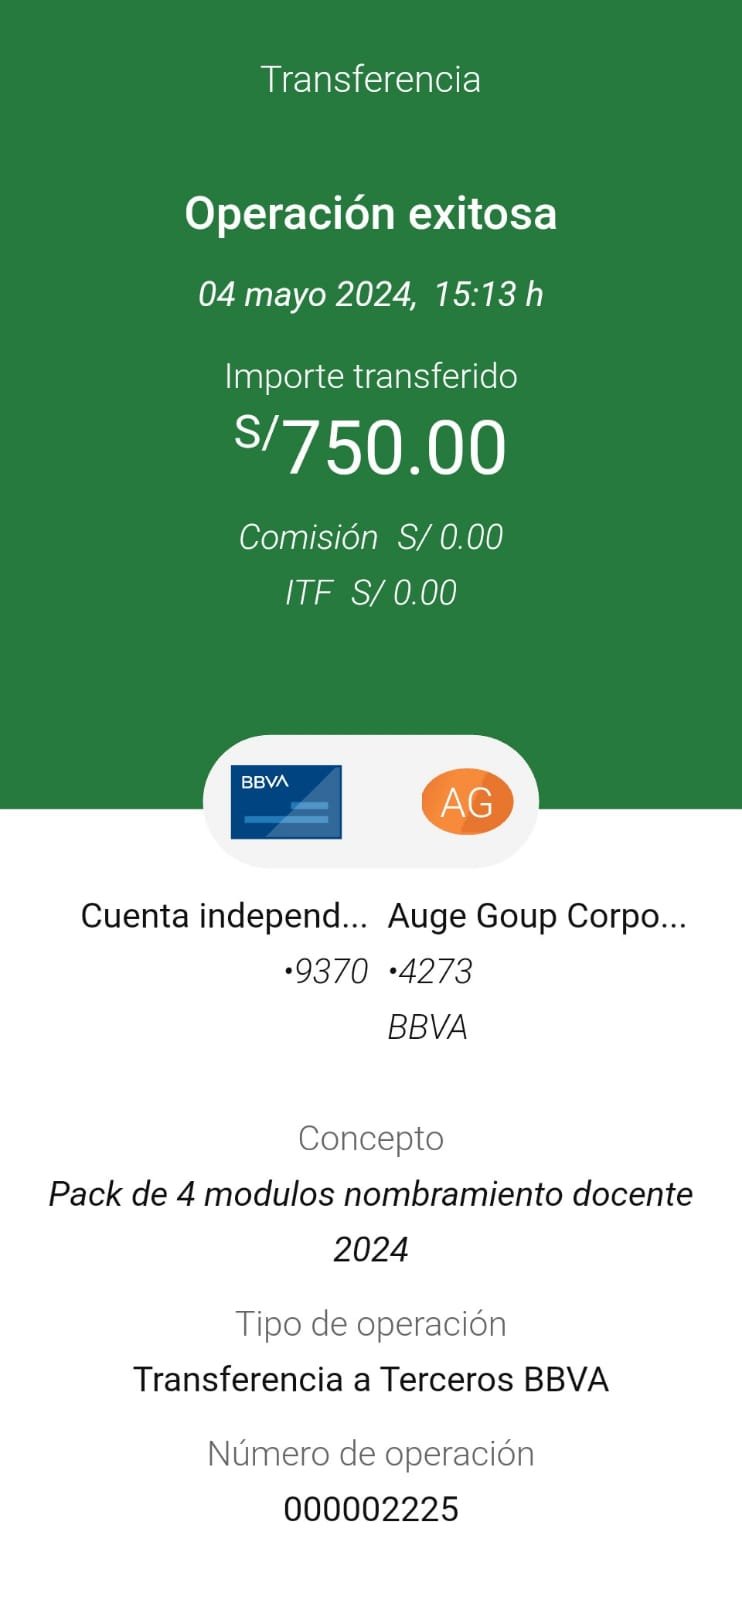 Transferencia
Operación exitosa
04 mayo 2024, 15:13 h
Importe transferido
S/750.00
Comisión S/ 0.00
ITF S/ 0.00
BBVA
AG
Cuenta independ... Auge Goup Corpo...
•9370 •4273
BBVA
Concepto
Pack de 4 modulos nombramiento docente
2024
Tipo de operación
Transferencia a Terceros BBVA
Número de operación
000002225